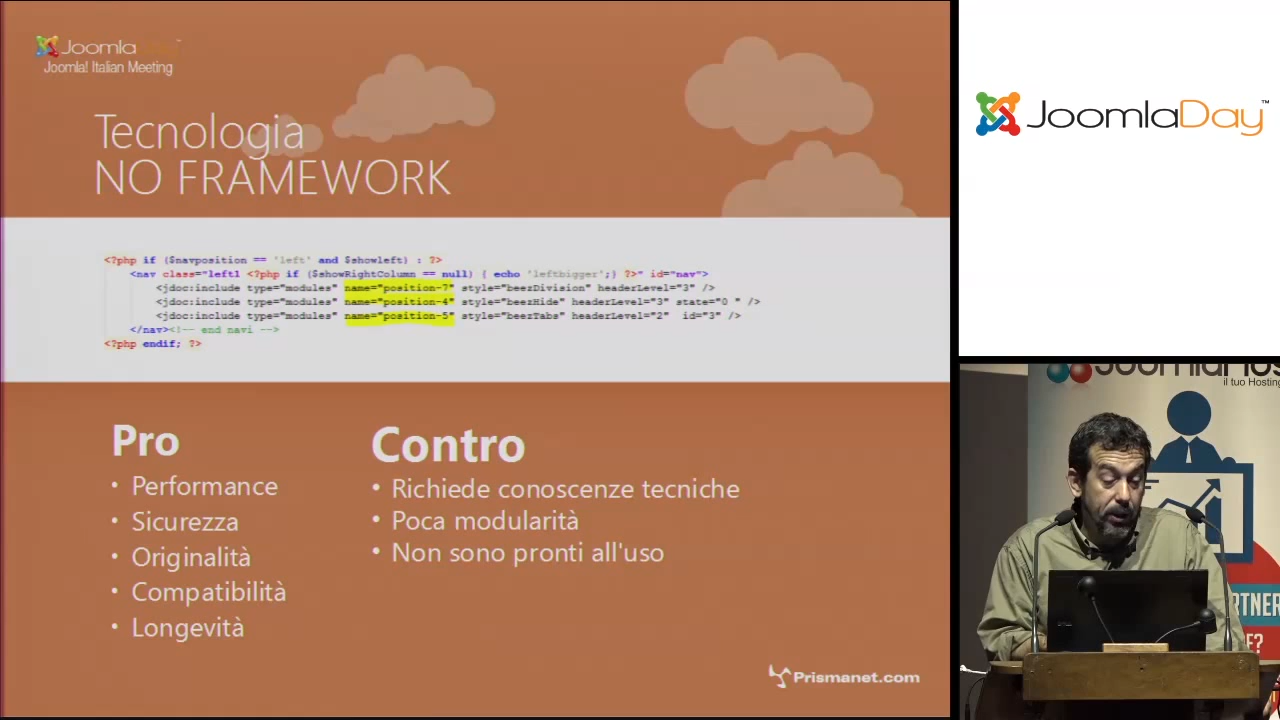 JoomlaDay™
Joomla! Italian Meeting
Tecnologia
NO FRAMEWORK
<?php if ($navposition == 'left' and $showleft) : ?>
<nav class="left1 <?php if ($showRightColumn == null) { echo 'leftbigger';} ?>" id="nav">
<jdoc:include type="modules" name="position-7" style="beezDivision" headerLevel="3" />
<jdoc:include type="modules" name="position-4" style="beezHide" headerLevel="3" state="0 " />
<jdoc:include type="modules" name="position-5" style="beezTabs" headerLevel="2"  id="3" />
</nav><!-- end navi -->
<?php endif; ?>
Pro
• Performance
• Sicurezza
• Originalità
• Compatibilità
• Longevità
Contro
• Richiede conoscenze tecniche
• Poca modularità
• Non sono pronti all'uso
Prismanet.com
JoomlaDay™
JoomlaHos
il tuo Hosting
RTNER
E?